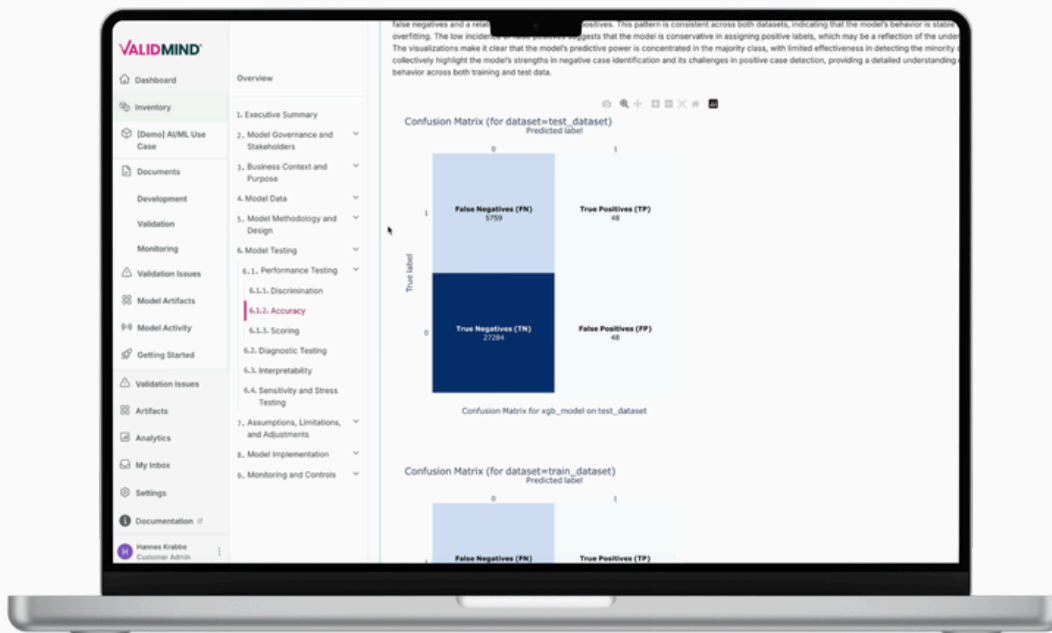 VALIDMIND
Dashboard
Inventory
[Demo] AI/ML Use
Case
Documents
Development
Validation
Monitoring
Validation Issues
Model Artifacts
Model Activity
Getting Started
Validation Issues
Artifacts
Analytics
My Inbox
Settings
Documentation
H
Hannes Krabbe
Customer Admin
Overview
1. Executive Summary
2. Model Governance and
Stakeholders
3. Business Context and
Purpose
4. Model Data
5. Model Methodology and
Design
6. Model Testing
6.1. Performance Testing
6.1.1. Discrimination
6.1.2. Accuracy
6.1.3. Scoring
6.2. Diagnostic Testing
6.3. Interpretability
6.4. Sensitivity and Stress
Testing
7. Assumptions, Limitations,
and Adjustments
8. Model Implementation
9. Monitoring and Controls
false negatives and a relat positives. This pattern is consistent across both datasets, indicating that the model's behavior is stable
overfitting. The low incidence suggests that the model is conservative in assigning positive labels, which may be a reflection of the under
The visualizations make it clear that the model's predictive power is concentrated in the majority class, with limited effectiveness in detecting the minority c
collectively highlight the model's strengths in negative case identification and its challenges in positive case detection, providing a detailed understanding
behavior across both training and test data.
Confusion Matrix (for dataset=test_dataset)
Predicted label
0 1
1
False Negatives (FN) True Positives (TP)
5759 48
True label
0
True Negatives (TN) False Positives (FP)
27284 48
Confusion Matrix for xgb_model on test_dataset
Confusion Matrix (for dataset=train_dataset)
Predicted label
0 1
1
False Negatives (FN) True Positives (TP)